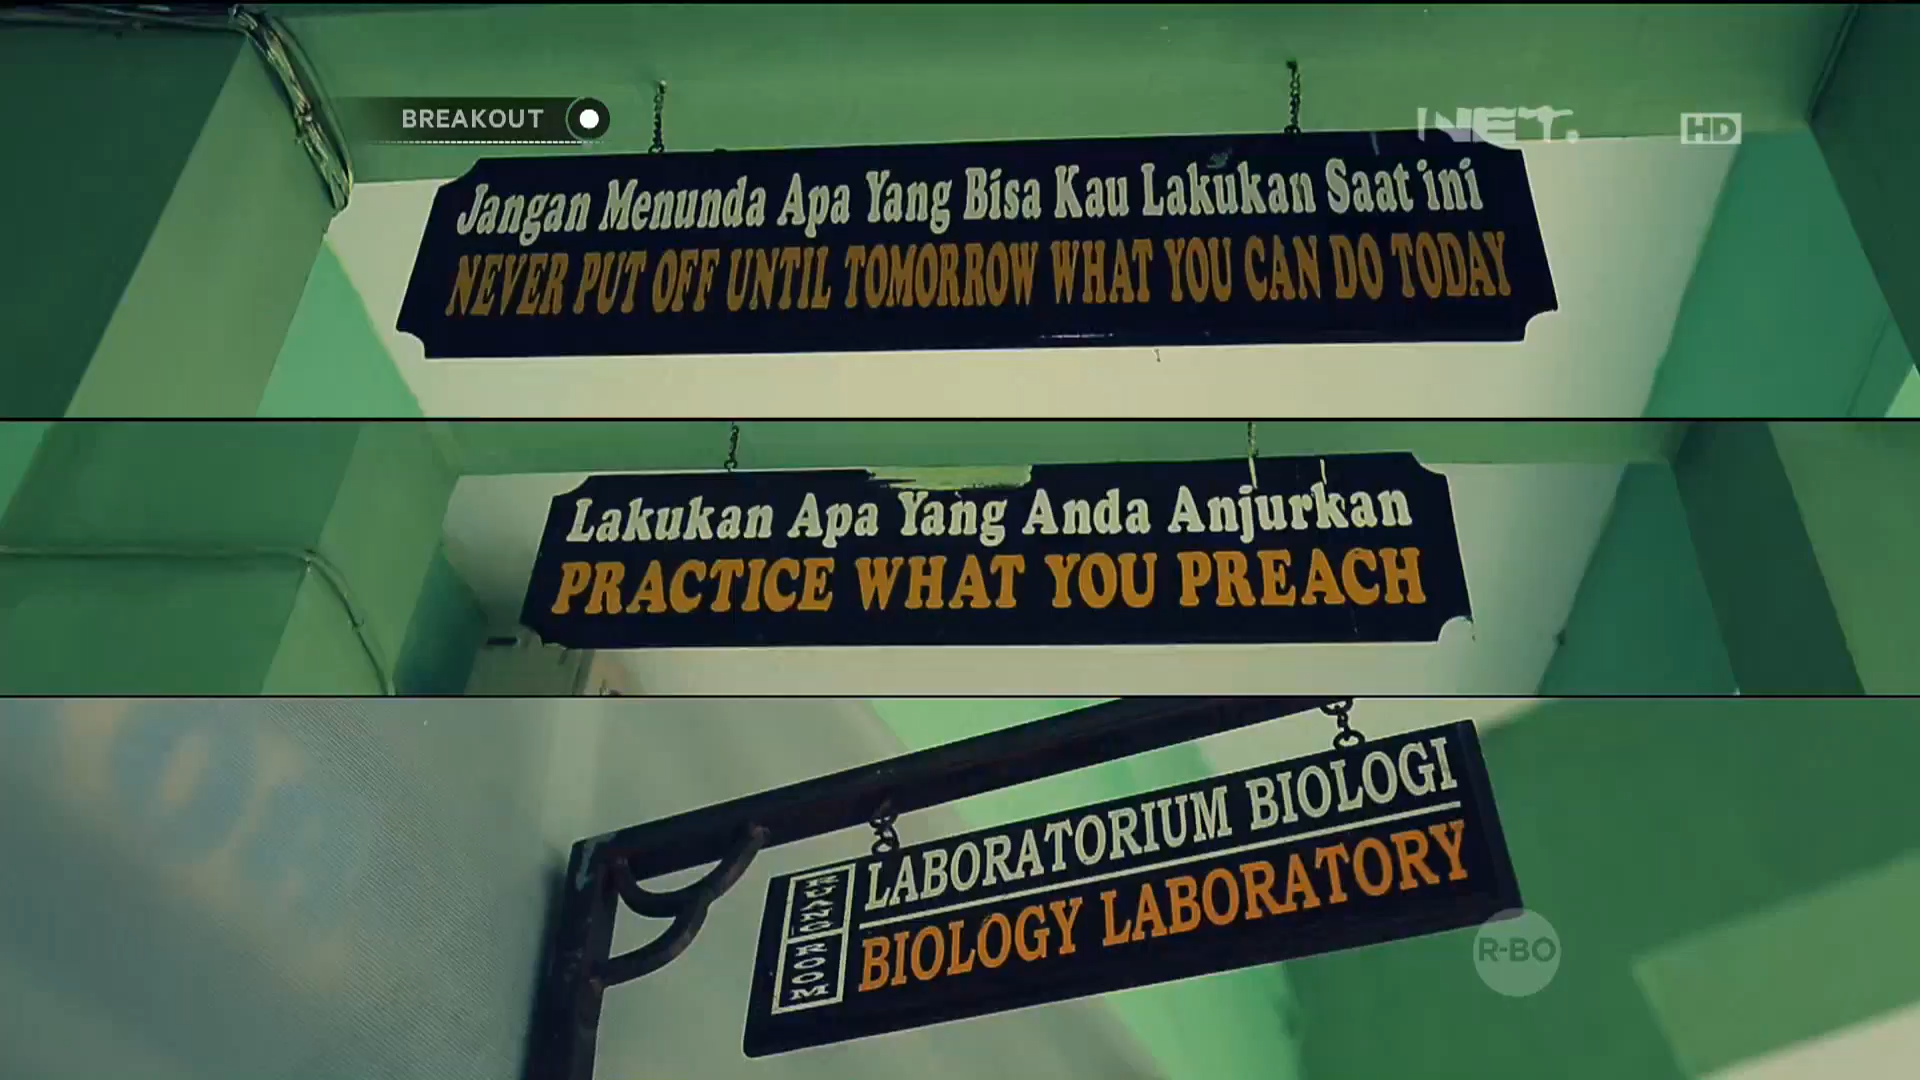 BREAKOUT
NET.
HD
Jangan Menunda Apa Yang Bisa Kau Lakukan Saat ini
NEVER PUT OFF UNTIL TOMORROW WHAT YOU CAN DO TODAY
Lakukan Apa Yang Anda Anjurkan
PRACTICE WHAT YOU PREACH
RUANG
ROOM
LABORATORIUM BIOLOGI
BIOLOGY LABORATORY
R-BO